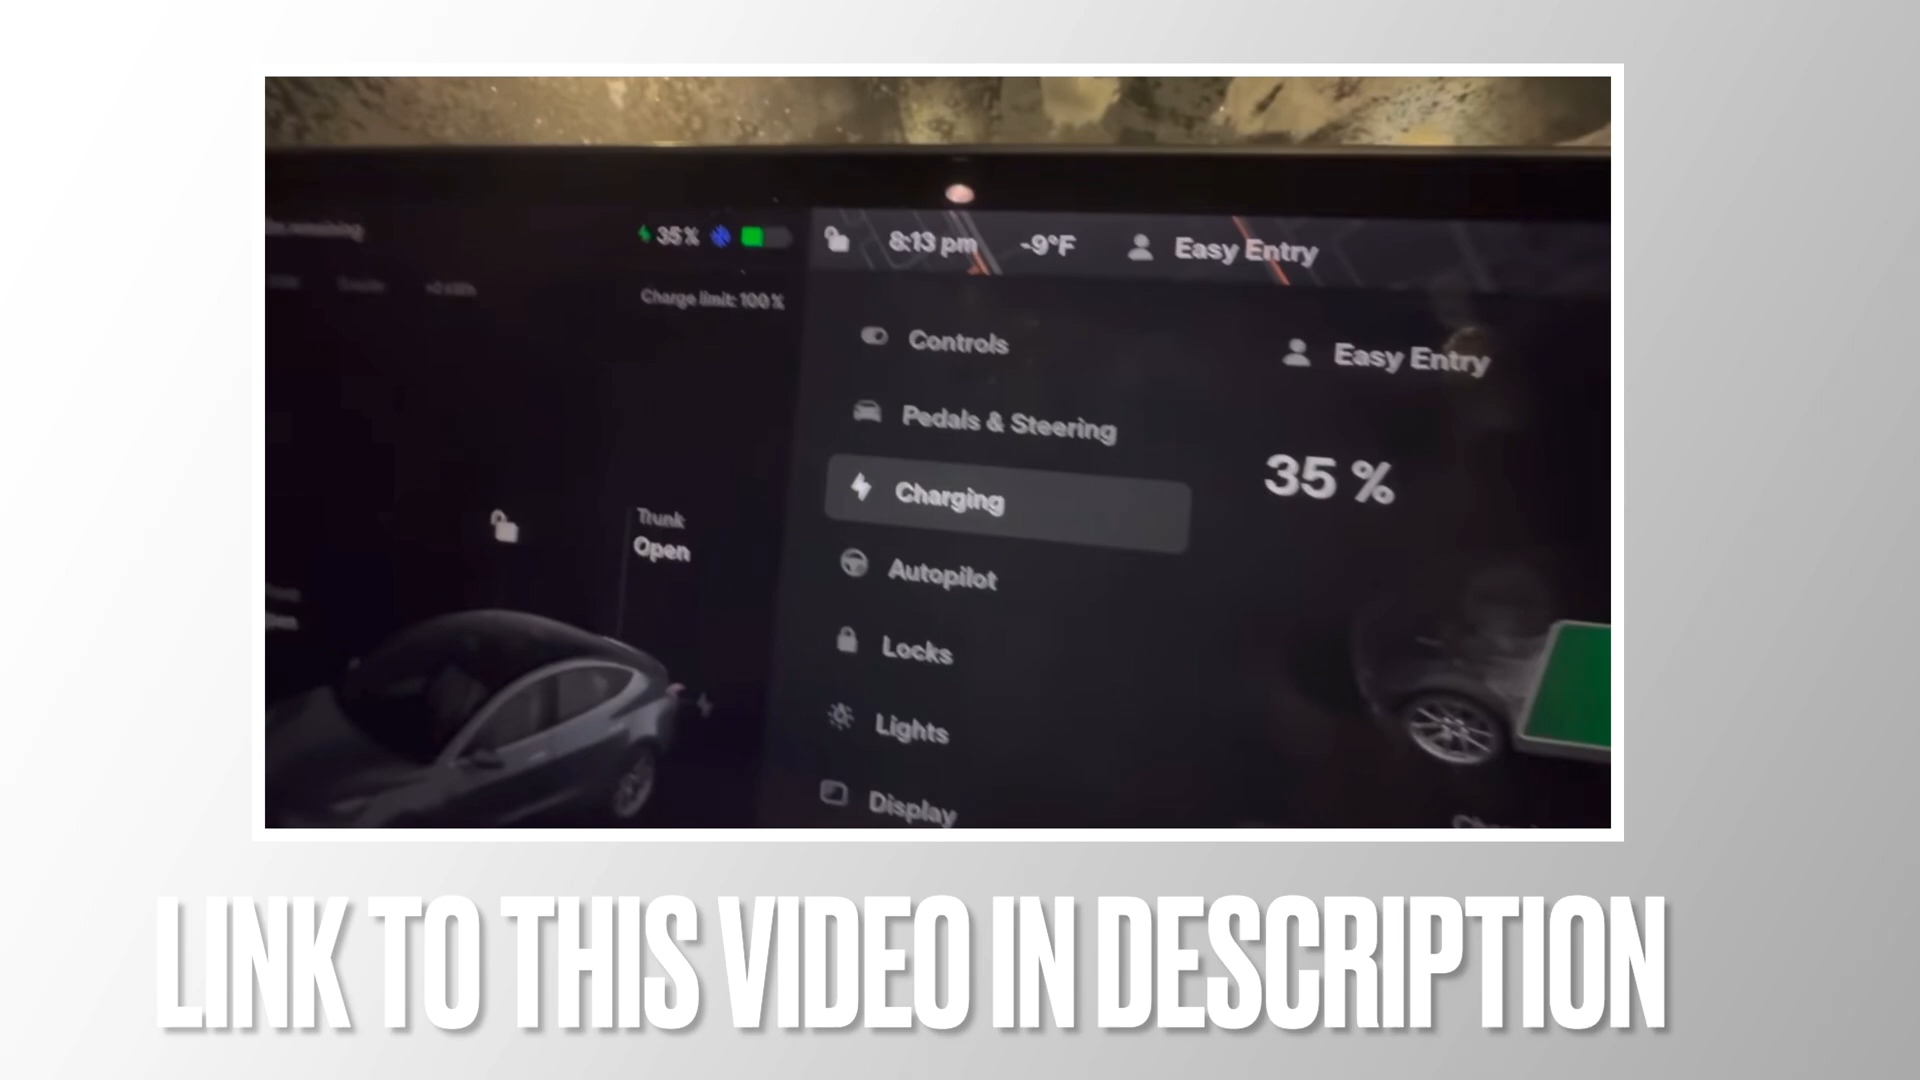 35%
Charge limit: 100%
8:13 pm
-9°F
Easy Entry
Trunk
Open
Controls
Pedals & Steering
Charging
Autopilot
Locks
Lights
Display
Easy Entry
35 %
LINK TO THIS VIDEO IN DESCRIPTION